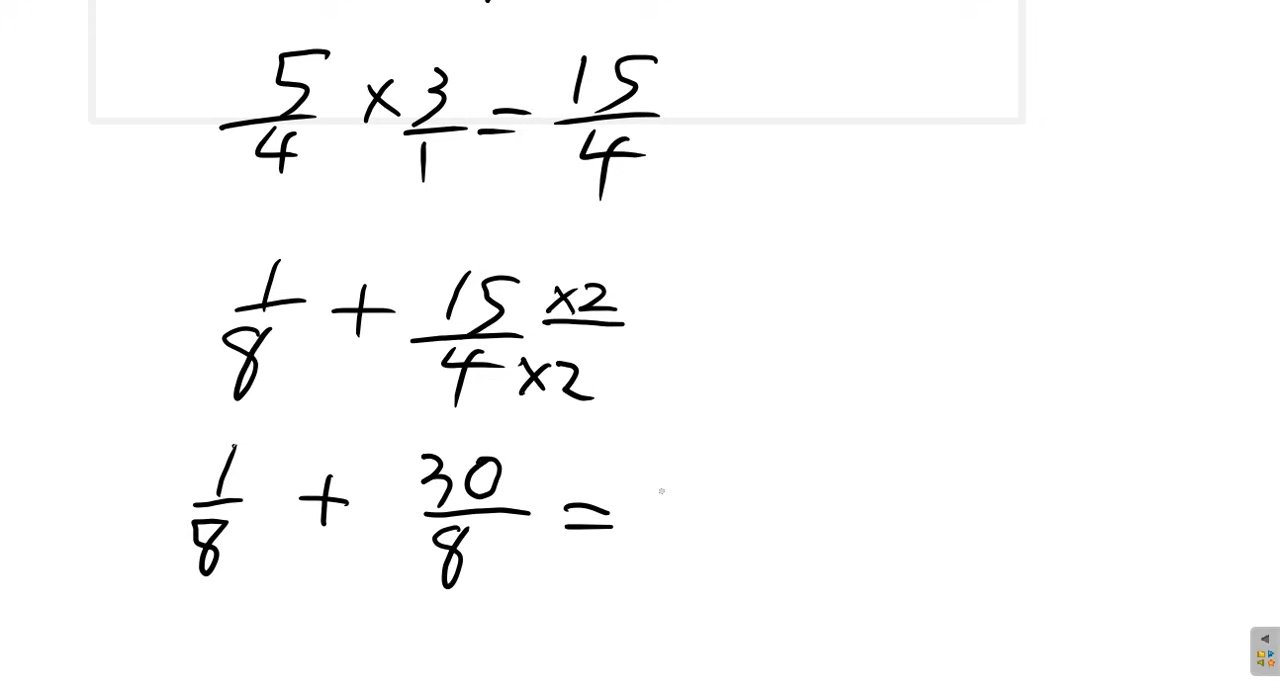 5/4 × 3/1 = 15/4
1/8 + 15×2/4×2
1/8 + 30/8 =